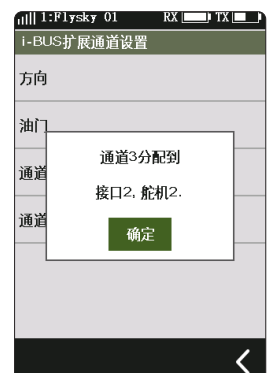 1:Flysky 01 RX TX
i-BUS扩展通道设置
方向
油门
通道
通道3分配到
接口2, 舵机2.
通道
确定